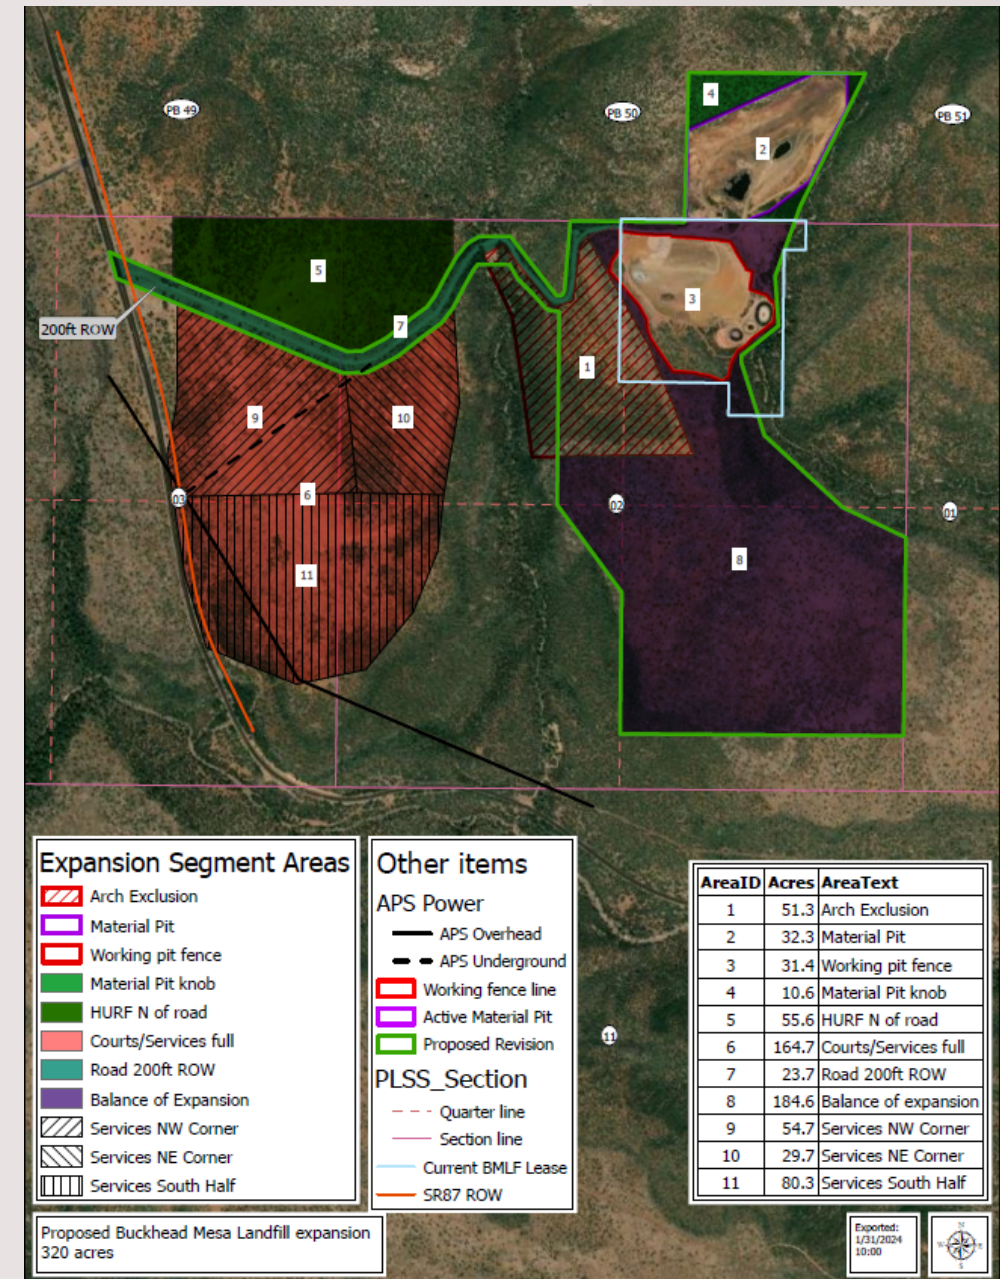 4
PB 49
PB 50
PB 51
2
5
3
7
200ft ROW
1
9
10
6
03
02
01
8
11
11
Expansion Segment Areas
Arch Exclusion
Material Pit
Working pit fence
Material Pit knob
HURF N of road
Courts/Services full
Road 200ft ROW
Balance of Expansion
Services NW Corner
Services NE Corner
Services South Half
Other items
APS Power
APS Overhead
APS Underground
Working fence line
Active Material Pit
Proposed Revision
PLSS_Section
Quarter line
Section line
Current BMLF Lease
SR87 ROW
AreaID Acres AreaText
1 51.3 Arch Exclusion
2 32.3 Material Pit
3 31.4 Working pit fence
4 10.6 Material Pit knob
5 55.6 HURF N of road
6 164.7 Courts/Services full
7 23.7 Road 200ft ROW
8 184.6 Balance of expansion
9 54.7 Services NW Corner
10 29.7 Services NE Corner
11 80.3 Services South Half
Proposed Buckhead Mesa Landfill expansion
320 acres
Exported:
1/31/2024
10:00
N
W E
S